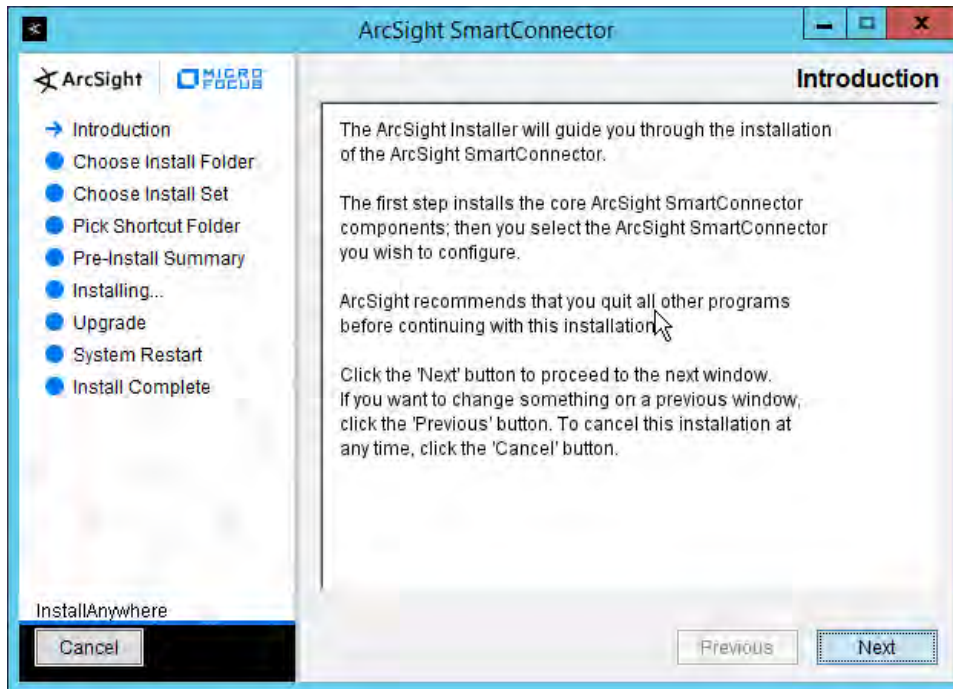 ArcSight SmartConnector
ArcSight MICRO FOCUS
Introduction
Introduction
Choose Install Folder
Choose Install Set
Pick Shortcut Folder
Pre-Install Summary
Installing...
Upgrade
System Restart
Install Complete
The ArcSight Installer will guide you through the installation
of the ArcSight SmartConnector.
The first step installs the core ArcSight SmartConnector
components; then you select the ArcSight SmartConnector
you wish to configure.
ArcSight recommends that you quit all other programs
before continuing with this installation.
Click the 'Next' button to proceed to the next window.
If you want to change something on a previous window,
click the 'Previous' button. To cancel this installation at
any time, click the 'Cancel' button.
InstallAnywhere
Cancel
Previous
Next